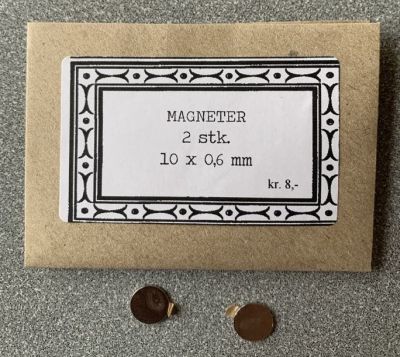 MAGNETER
2 stk.
10 x 0,6 mm
kr. 8,-